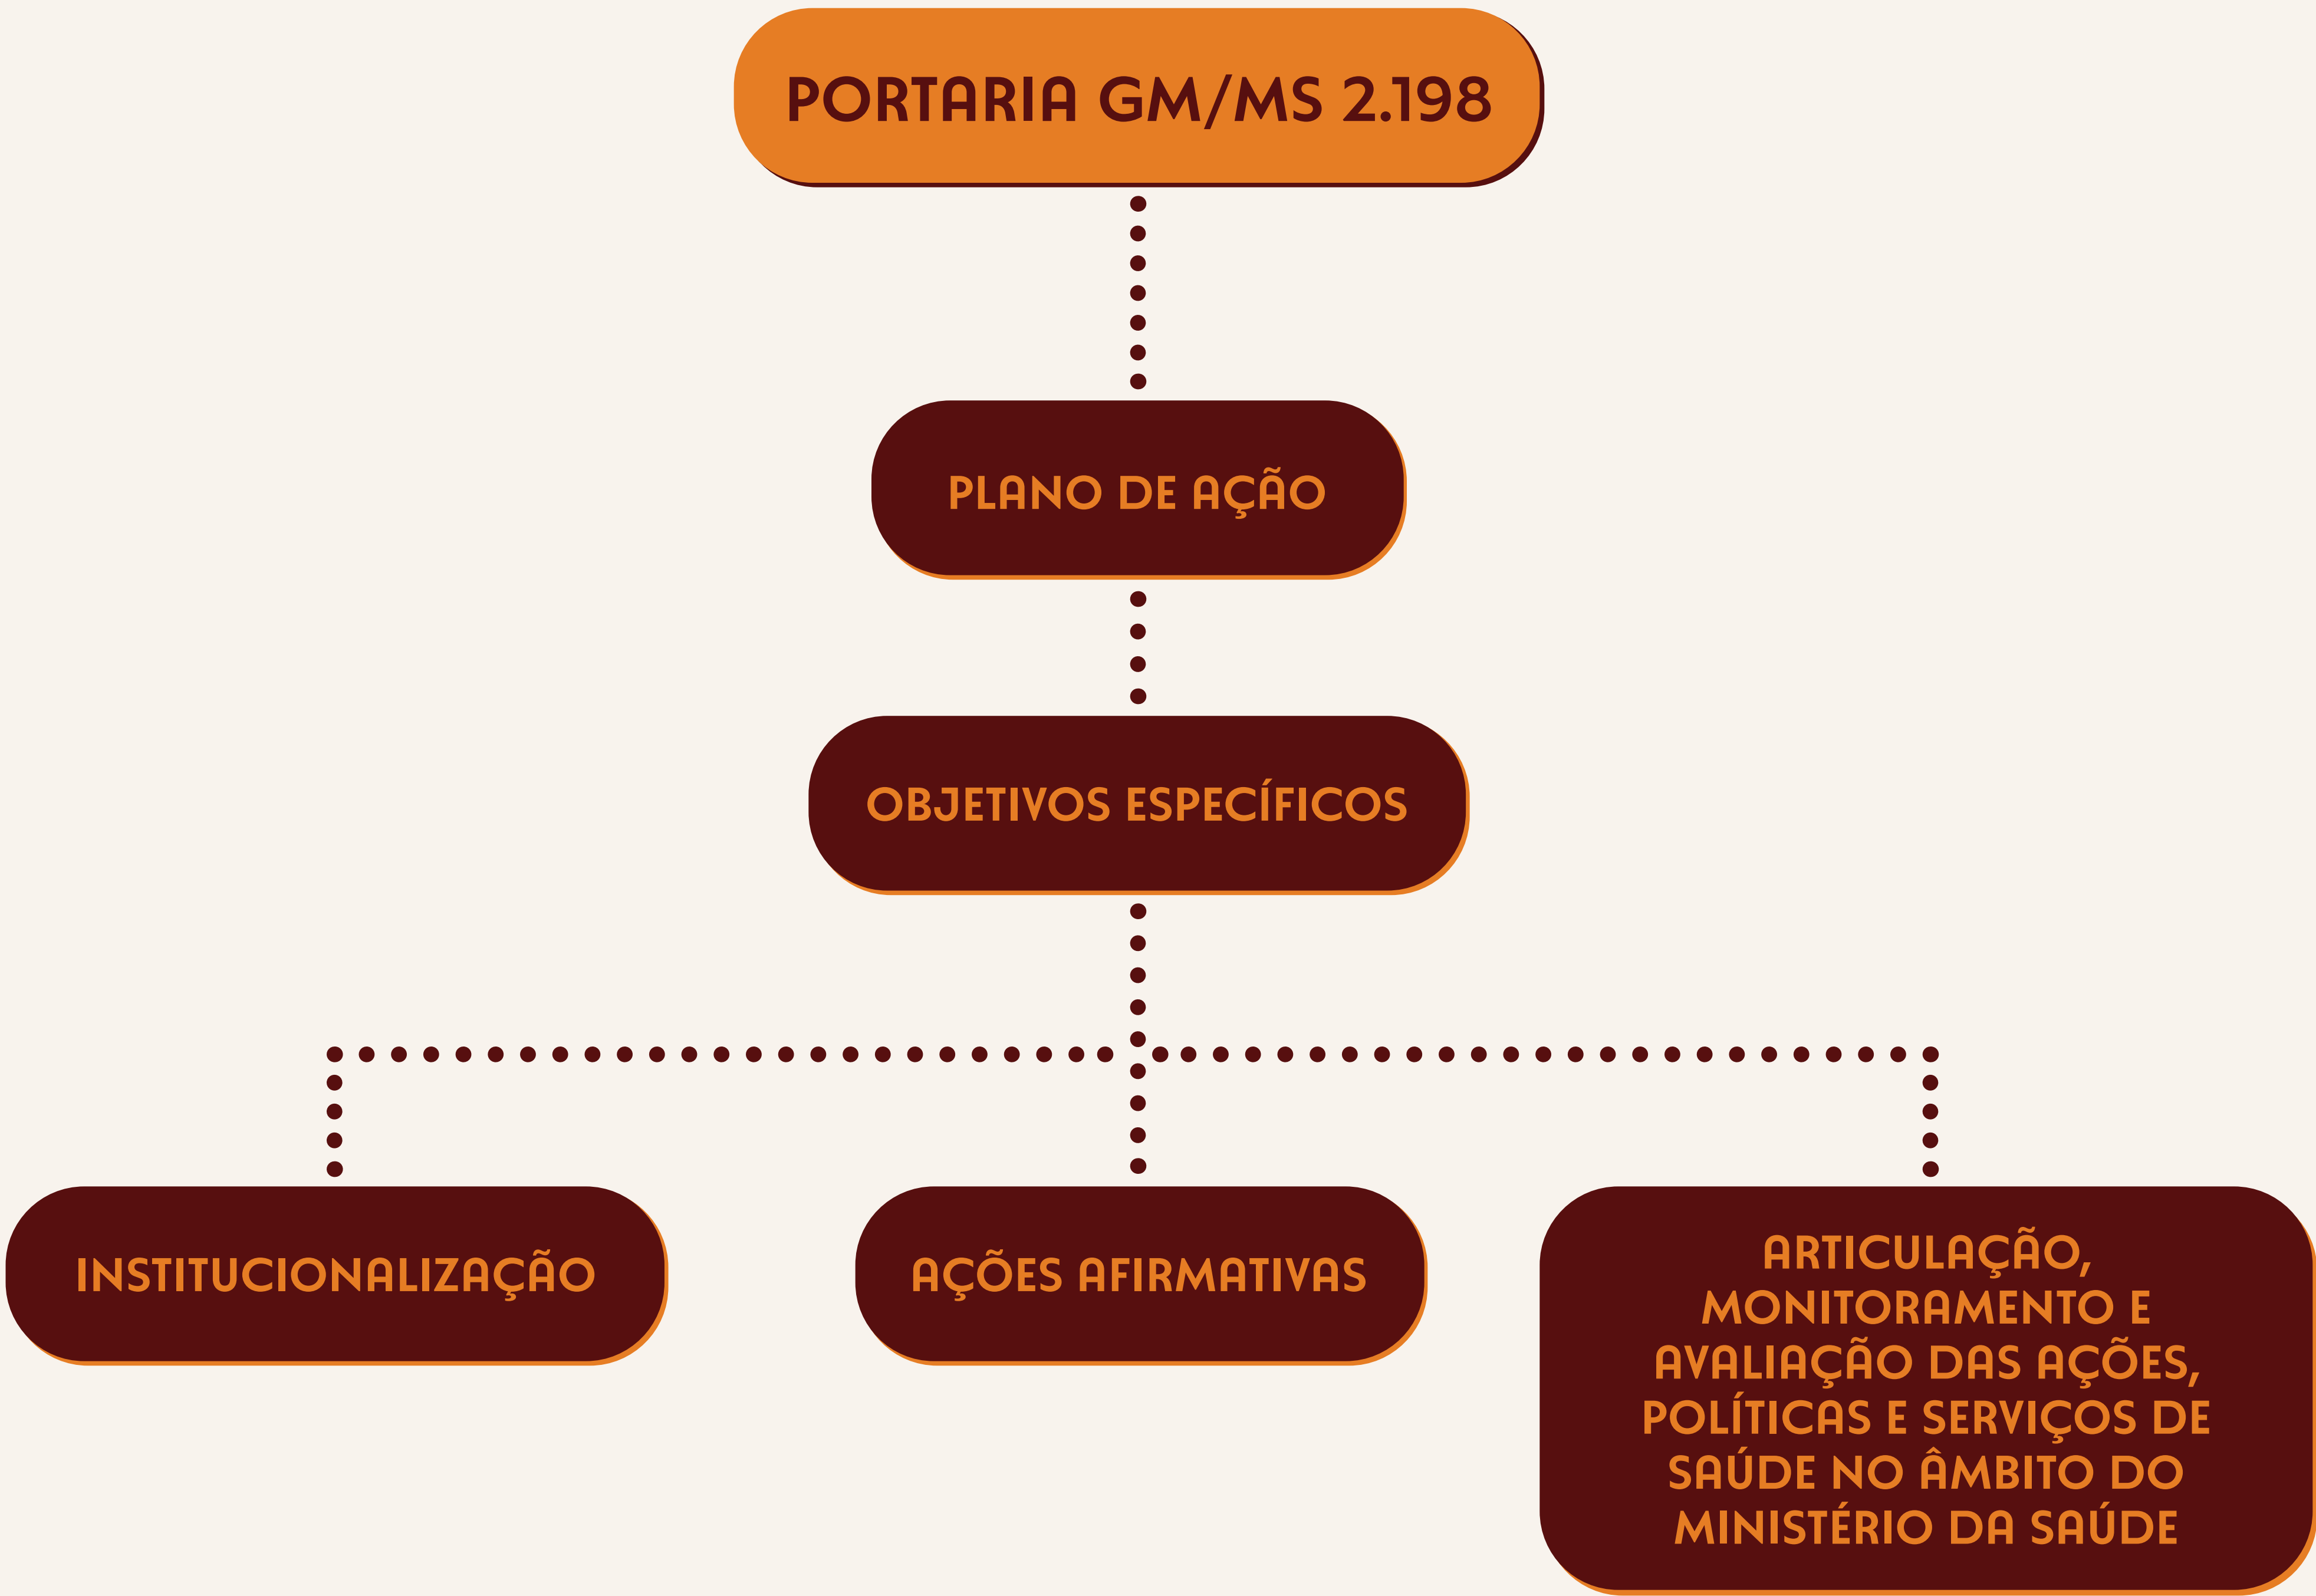 PORTARIA GM/MS 2.198
PLANO DE AÇÃO
OBJETIVOS ESPECÍFICOS
INSTITUCIONALIZAÇÃO
AÇÕES AFIRMATIVAS
ARTICULAÇÃO,
MONITORAMENTO E
AVALIAÇÃO DAS AÇÕES,
POLÍTICAS E SERVIÇOS DE
SAÚDE NO ÂMBITO DO
MINISTÉRIO DA SAÚDE